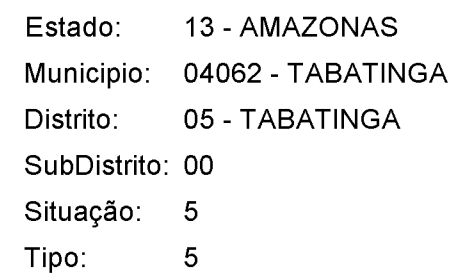 Estado: 13 - AMAZONAS
Municipio: 04062 - TABATINGA
Distrito: 05 - TABATINGA
SubDistrito: 00
Situação: 5
Tipo: 5